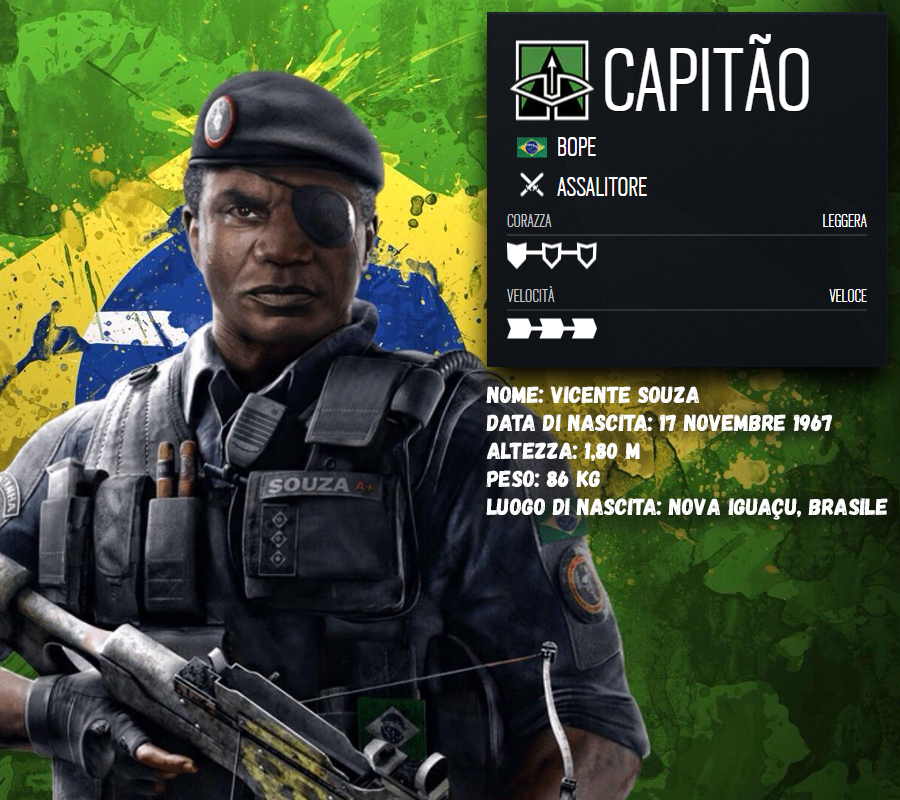 CAPITÃO
BOPE
ASSALITORE
CORAZZA LEGGERA
VELOCITÀ VELOCE
NOME: VICENTE SOUZA
DATA DI NASCITA: 17 NOVEMBRE 1967
ALTEZZA: 1,80 M
PESO: 86 KG
LUOGO DI NASCITA: NOVA IGUAÇU, BRASILE
SOUZA A+